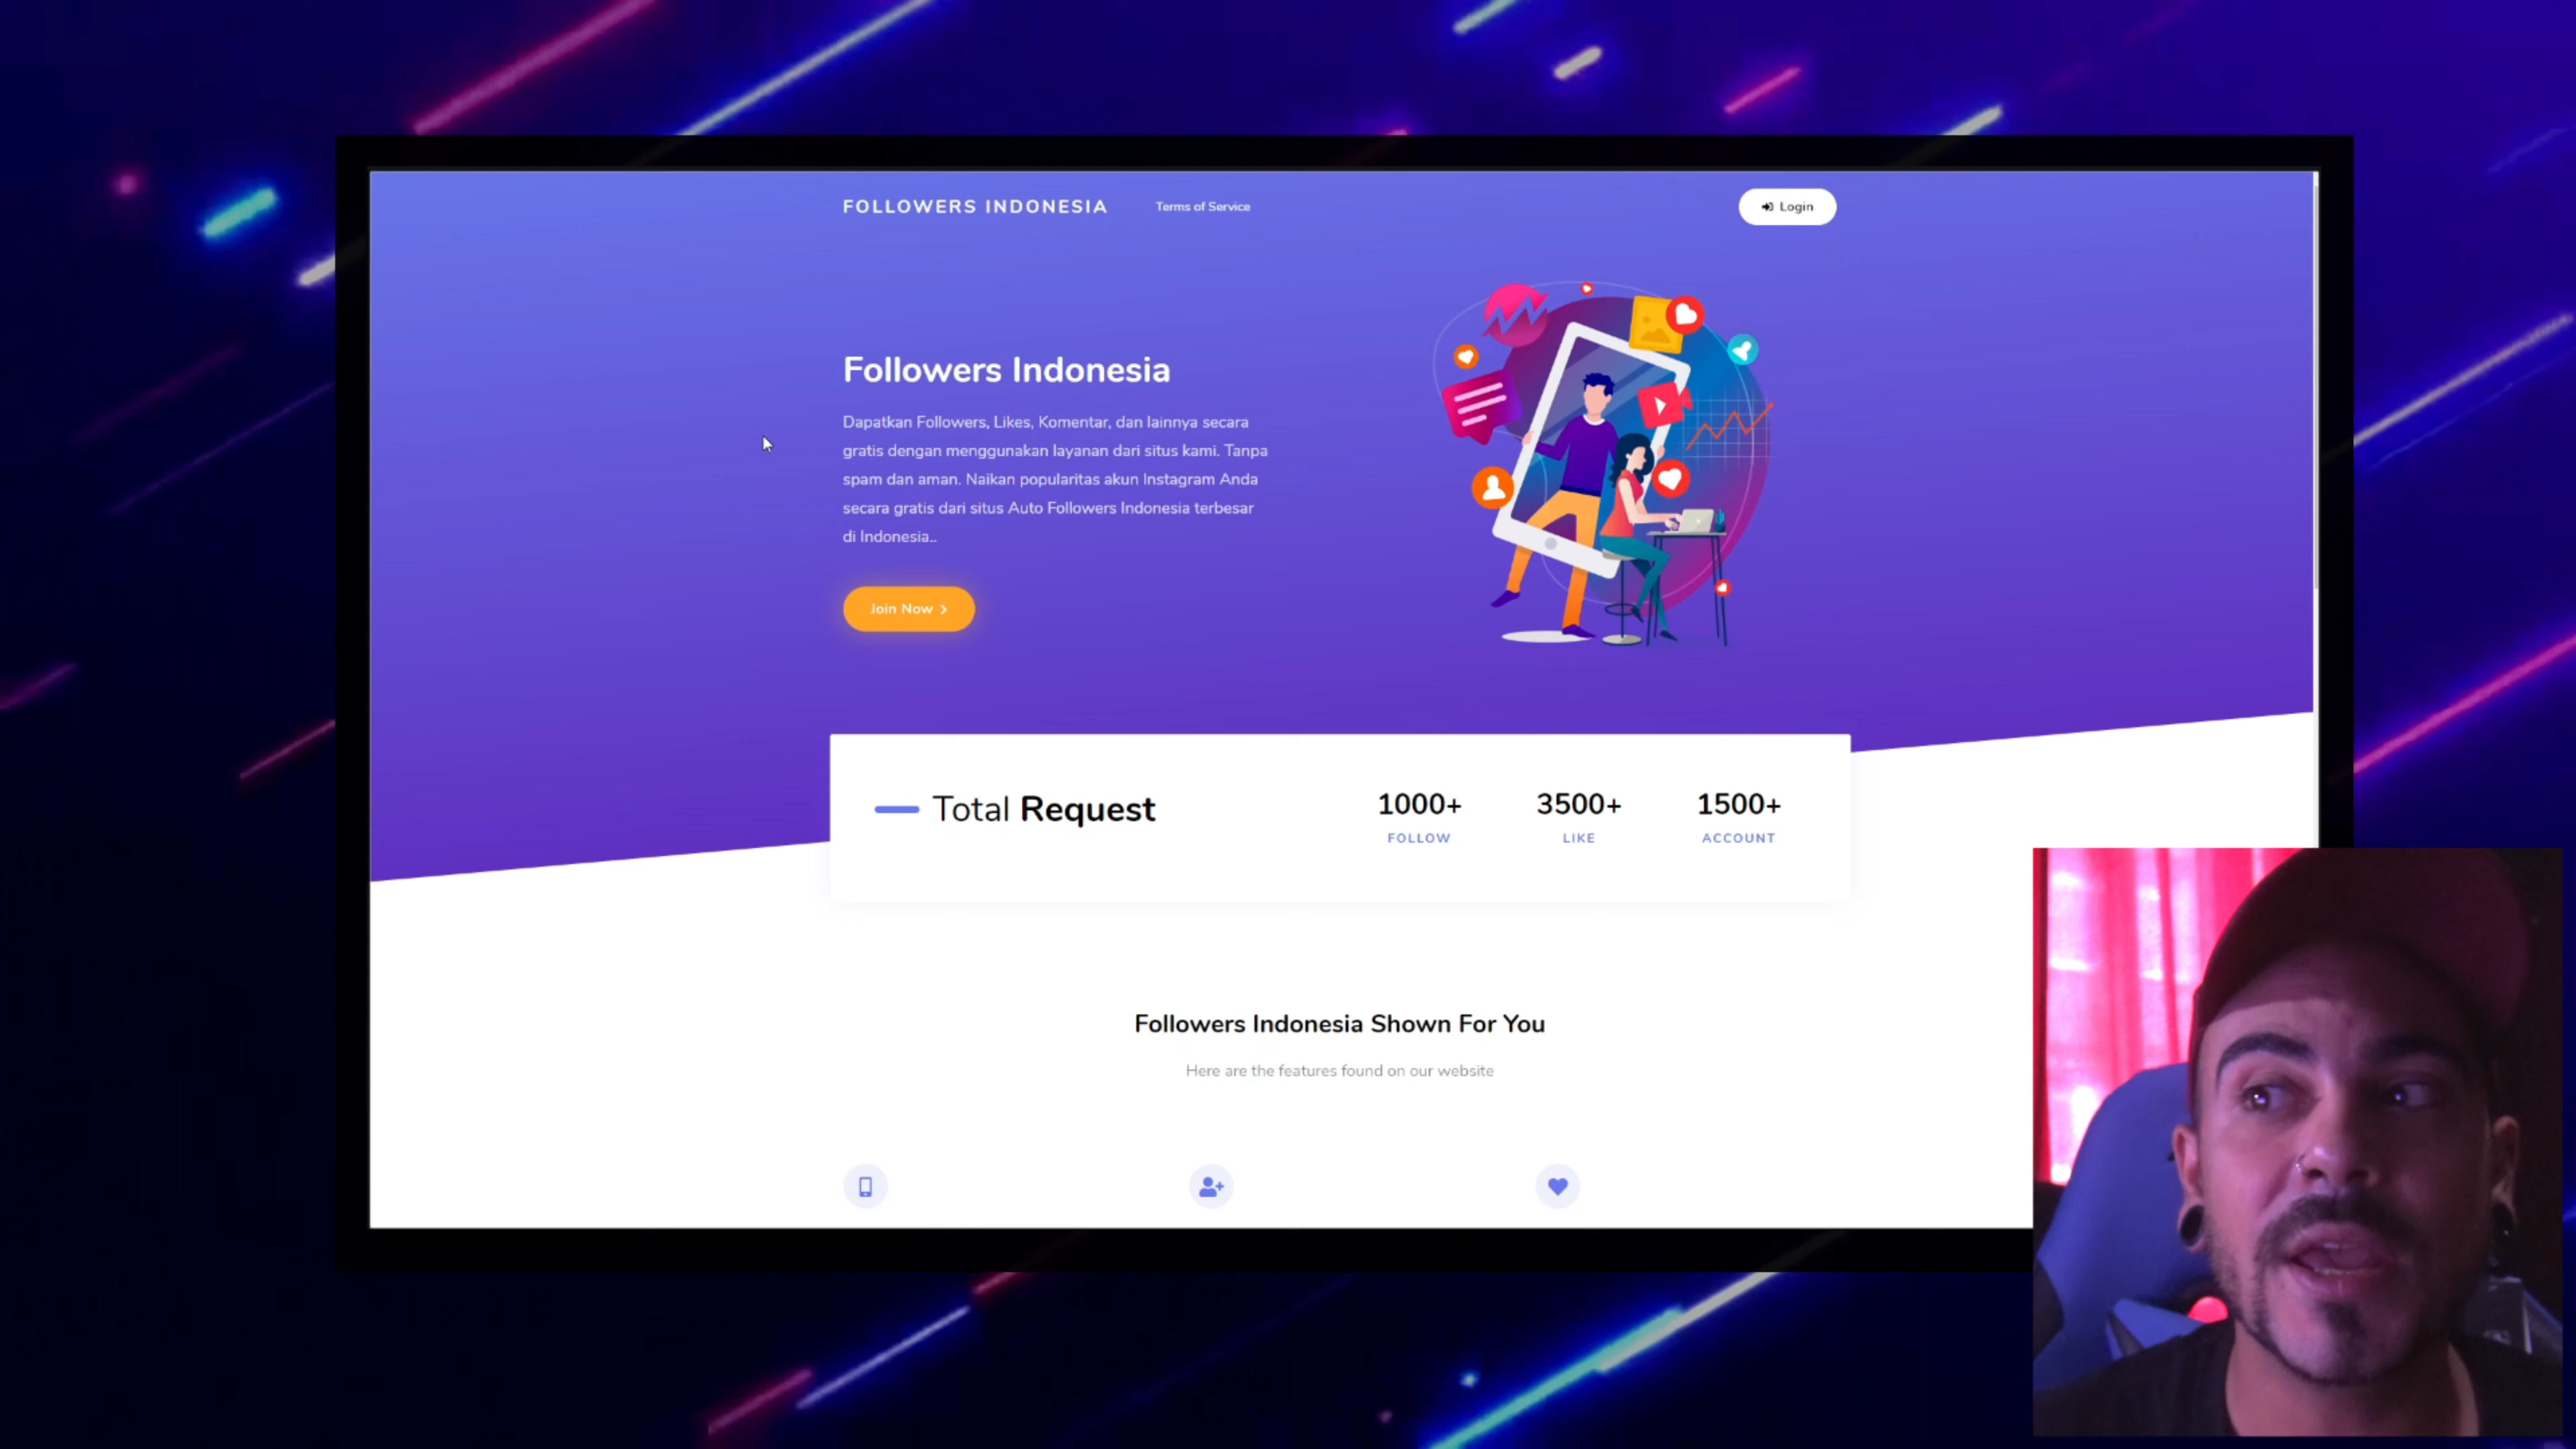 FOLLOWERS INDONESIA
Terms of Service
Login
Followers Indonesia
Dapatkan Followers, Likes, Komentar, dan lainnya secara
gratis dengan menggunakan layanan dari situs kami. Tanpa
spam dan aman. Naikan popularitas akun Instagram Anda
secara gratis dari situs Auto Followers Indonesia terbesar
di Indonesia..
Join Now
Total Request
1000+
FOLLOW
3500+
LIKE
1500+
ACCOUNT
Followers Indonesia Shown For You
Here are the features found on our website